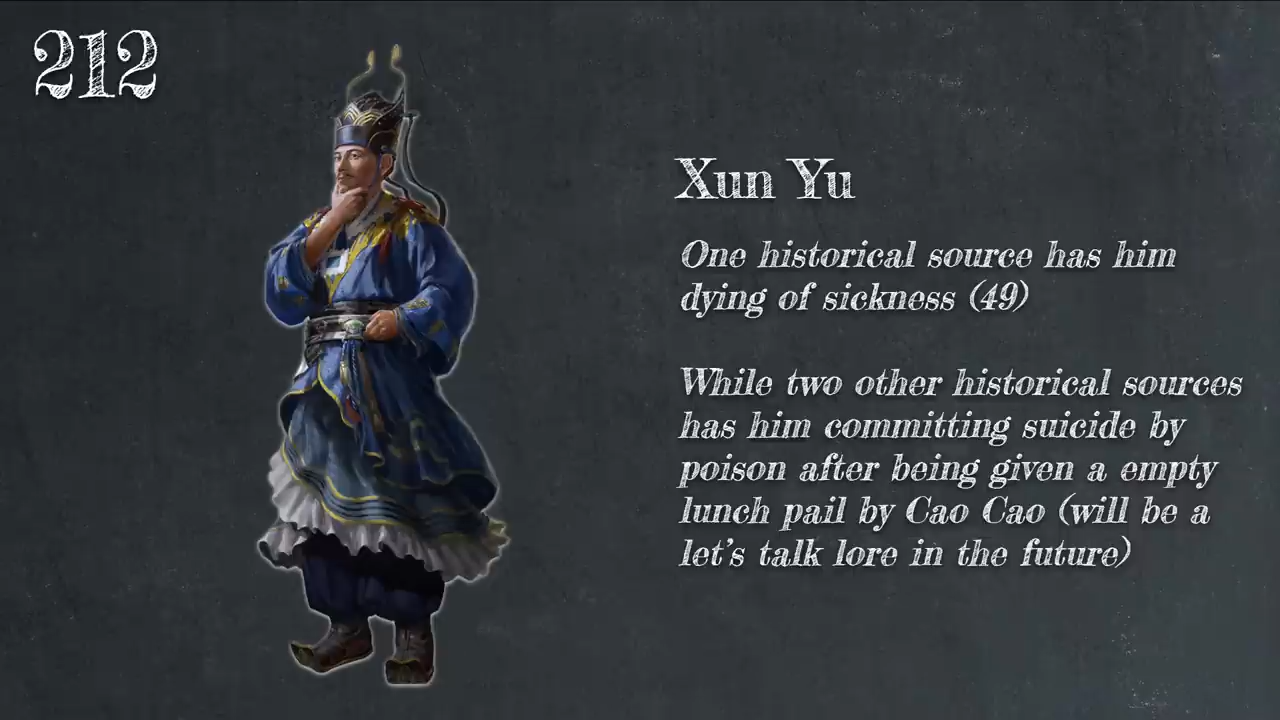 212
Xun Yu
One historical source has him
dying of sickness (49)
While two other historical sources
has him committing suicide by
poison after being given a empty
lunch pail by Cao Cao (will be a
let's talk lore in the future)